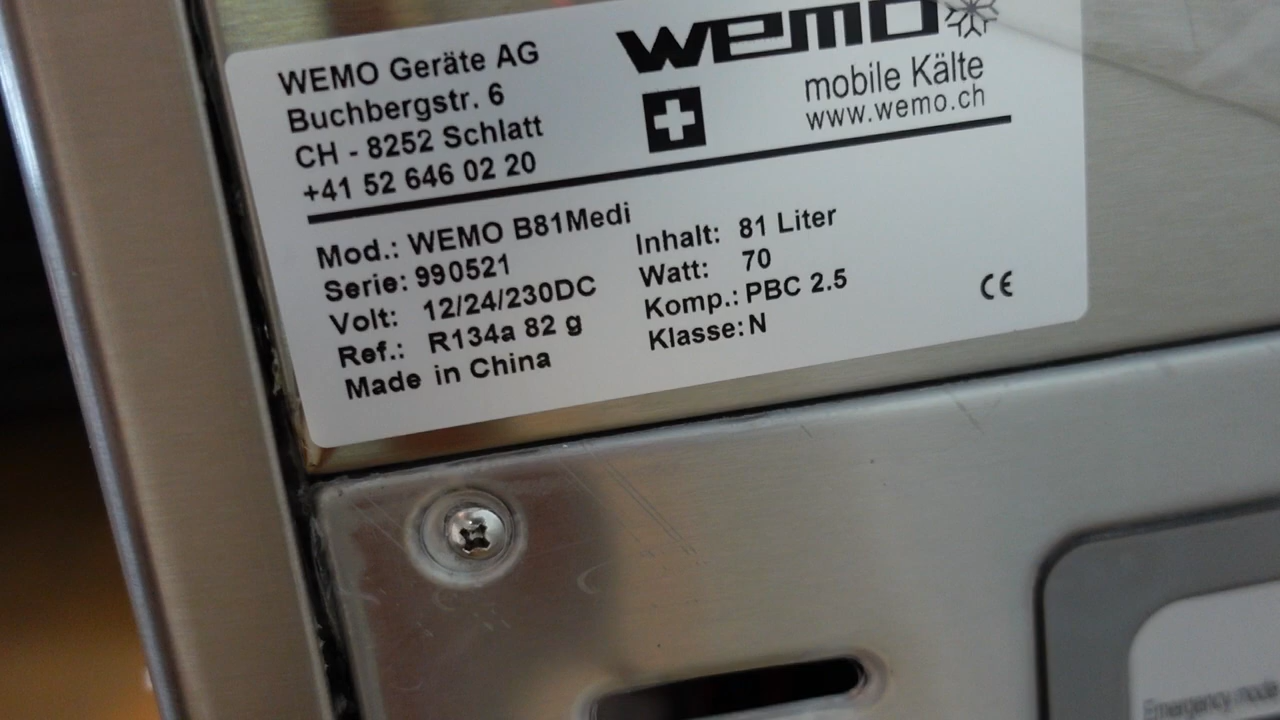 WEMO Geräte AG
Buchbergstr. 6
CH - 8252 Schlatt
+41 52 646 02 20
wemo
mobile Kälte
www.wemo.ch
Mod.: WEMO B81Medi
Serie: 990521
Volt: 12/24/230DC
Ref.: R134a 82 g
Made in China
Inhalt: 81 Liter
Watt: 70
Komp.: PBC 2.5
Klasse: N
CE
Emergency mode